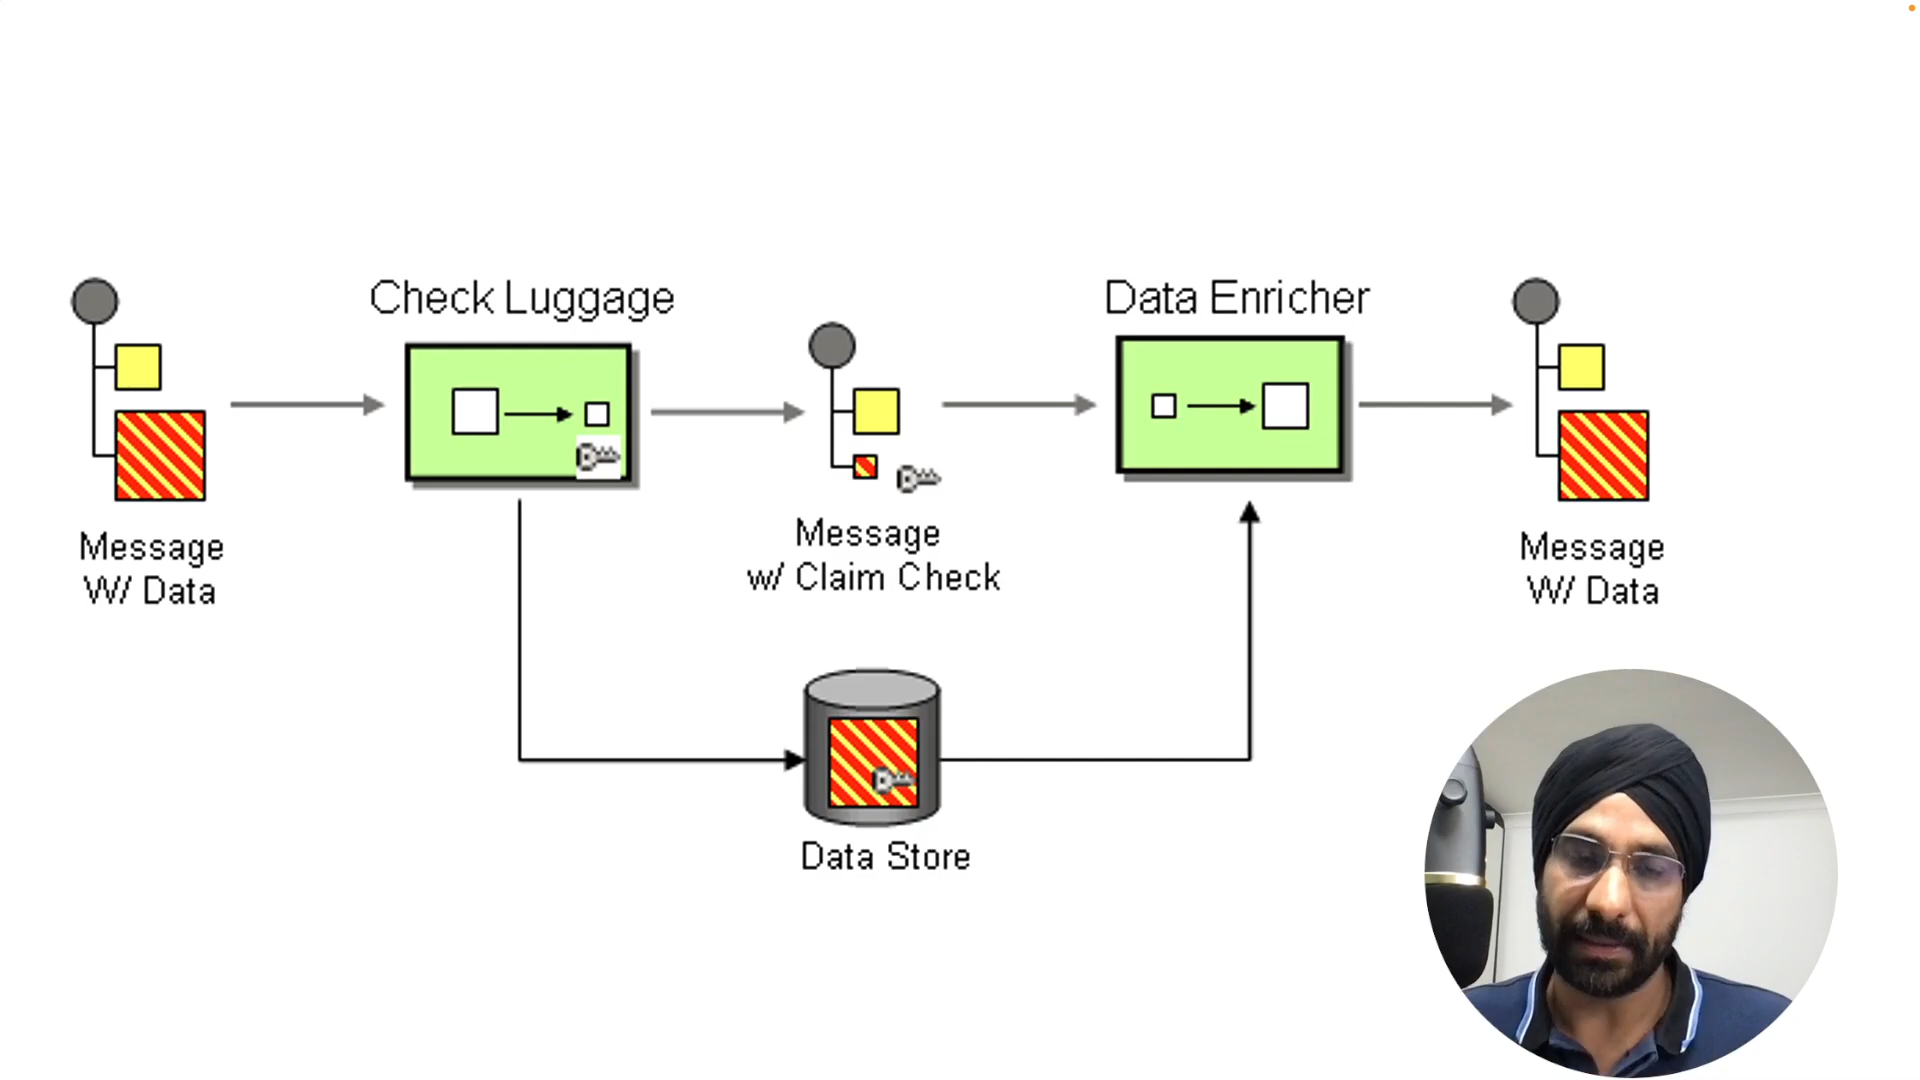 Check Luggage
Data Enricher
Message
W/ Data
Message
w/ Claim Check
Message
W/ Data
Data Store